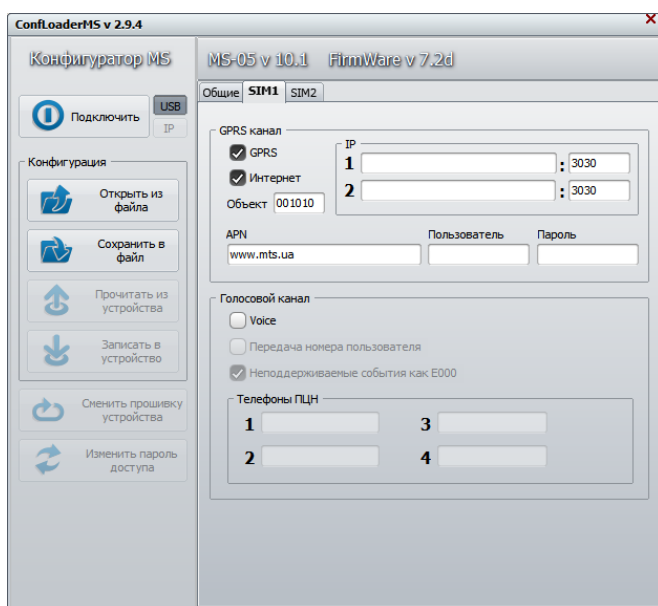 ConfLoaderMS v 2.9.4
Конфигуратор MS
MS-05 v 10.1 FirmWare v 7.2d
Подключить
USB
IP
Конфигурация
Открыть из
файла
Сохранить в
файл
Прочитать из
устройства
Записать в
устройство
Сменить прошивку
устройства
Изменить пароль
доступа
Общие SIM1 SIM2
GPRS канал
GPRS
Интернет
Объект 001010
IP
1 : 3030
2 : 3030
APN Пользователь Пароль
www.mts.ua
Голосовой канал
Voice
Передача номера пользователя
Неподдерживаемые события как E000
Телефоны ПЦН
1 3
2 4